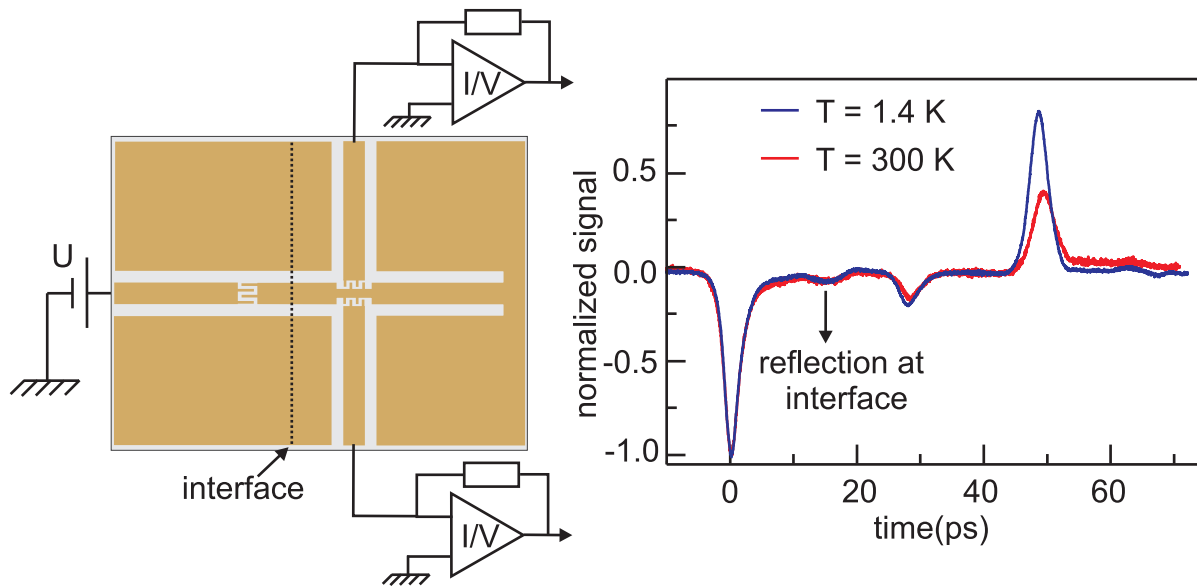 I/V
U
interface
I/V
T = 1.4 K
T = 300 K
normalized signal
0.5
0.0
-0.5
-1.0
reflection at
interface
0
20
40
60
time(ps)